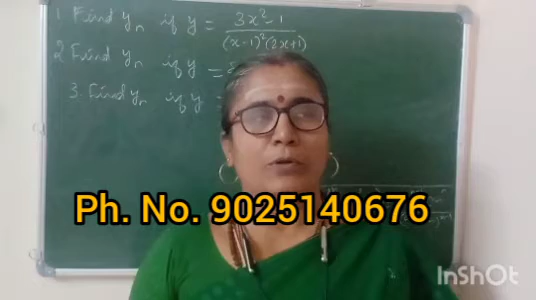 1. Find yn if y = 3x²-1 / (x-1)²(2x+1)
2 Find yn if y =
3. Find yn if y =
Ph. No. 9025140676
InShOt